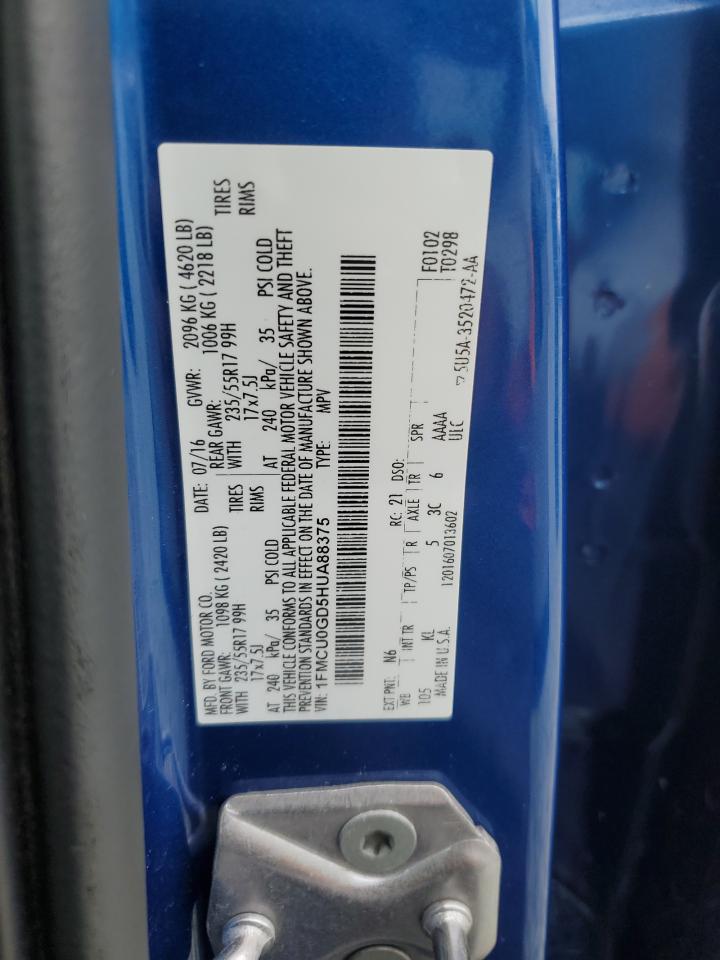 MFD. BY FORD MOTOR CO. DATE: 07/16 GVWR: 2096 KG ( 4620 LB)
FRONT GAWR: 1098 KG ( 2420 LB) REAR GAWR: 1006 KG ( 2218 LB)
WITH 235/55R17 99H TIRES WITH 235/55R17 99H TIRES
17x7.5J RIMS 17x7.5J RIMS
AT 240 kPa/ 35 PSI COLD AT 240 kPa/ 35 PSI COLD
THIS VEHICLE CONFORMS TO ALL APPLICABLE FEDERAL MOTOR VEHICLE SAFETY AND THEFT
PREVENTION STANDARDS IN EFFECT ON THE DATE OF MANUFACTURE SHOWN ABOVE.
VIN: 1FMCU0GD5HUA88375 TYPE: MPV
EXT PNT: N6 RC: 21 DSO: F0102
WB INT TR TP/PS R AXLE TR SPR T0298
105 KL 5 3C 6 AAAA
MADE IN U.S.A. ULC
1201607013602 5U5A-3520472-AA